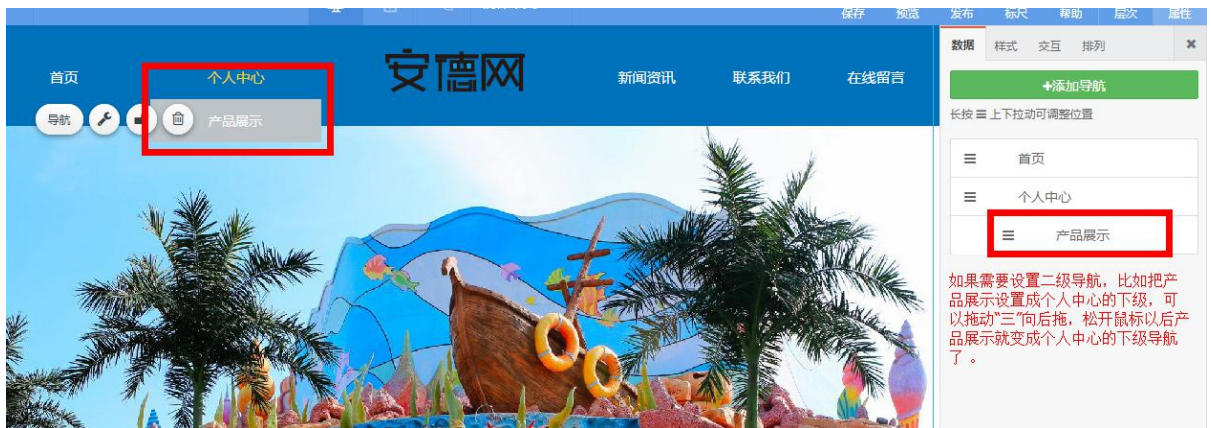 保存 预览 发布 标尺 帮助 层次 属性
数据 样式 交互 排列 ×
首页 个人中心 安德网 新闻资讯 联系我们 在线留言
+添加导航
导航 产品展示
长按≡上下拉动可调整位置
≡ 首页
≡ 个人中心
≡ 产品展示
如果需要设置二级导航，比如把产
品展示设置成个人中心的下级，可
以拖动“三”向后拖，松开鼠标以后产
品展示就变成个人中心的下级导航
了 。